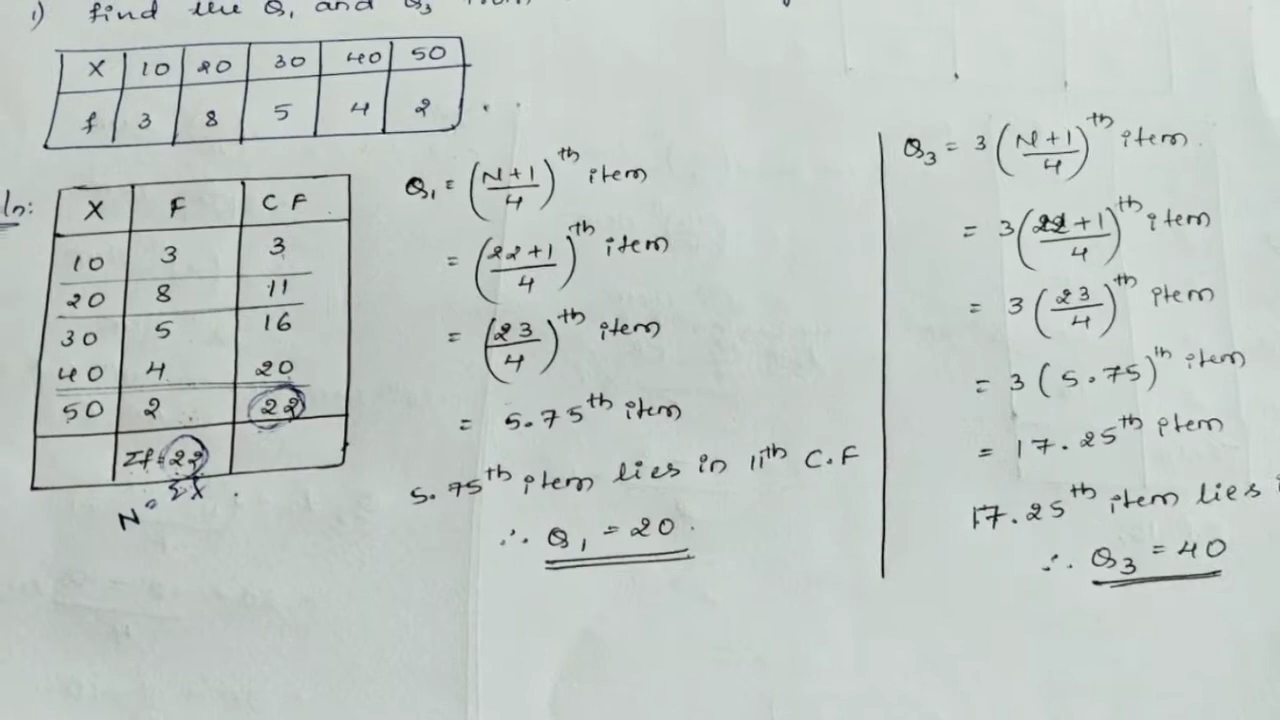 1) find the Q₁ and Q₃
X 10 20 30 40 50
f 3 8 5 4 2
ln:
X F CF
10 3 3
20 8 11
30 5 16
40 4 20
50 2 22
Σf=22
N =
Q₁ = (N+1/4)th item
= (22+1/4)th item
= (23/4)th item
= 5.75th item
5.75th item lies in 11th C.F
∴ Q₁ = 20.
Q₃ = 3(N+1/4)th item.
= 3(22+1/4)th item
= 3(23/4)th item
= 3(5.75)th item
= 17.25th item
17.25th item lies
∴ Q₃ = 40